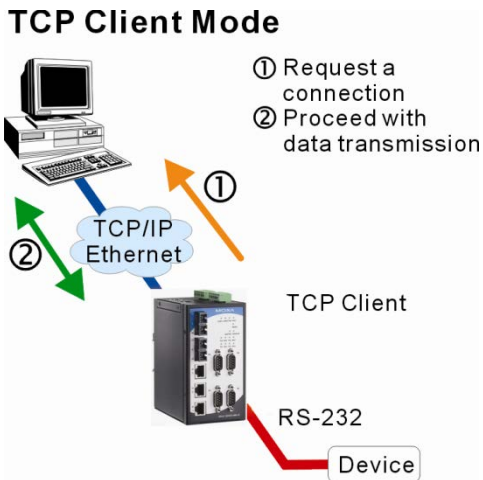 TCP Client Mode
① Request a
connection
② Proceed with
data transmission
①
TCP/IP
Ethernet
②
TCP Client
MOXA
RS-232
Device